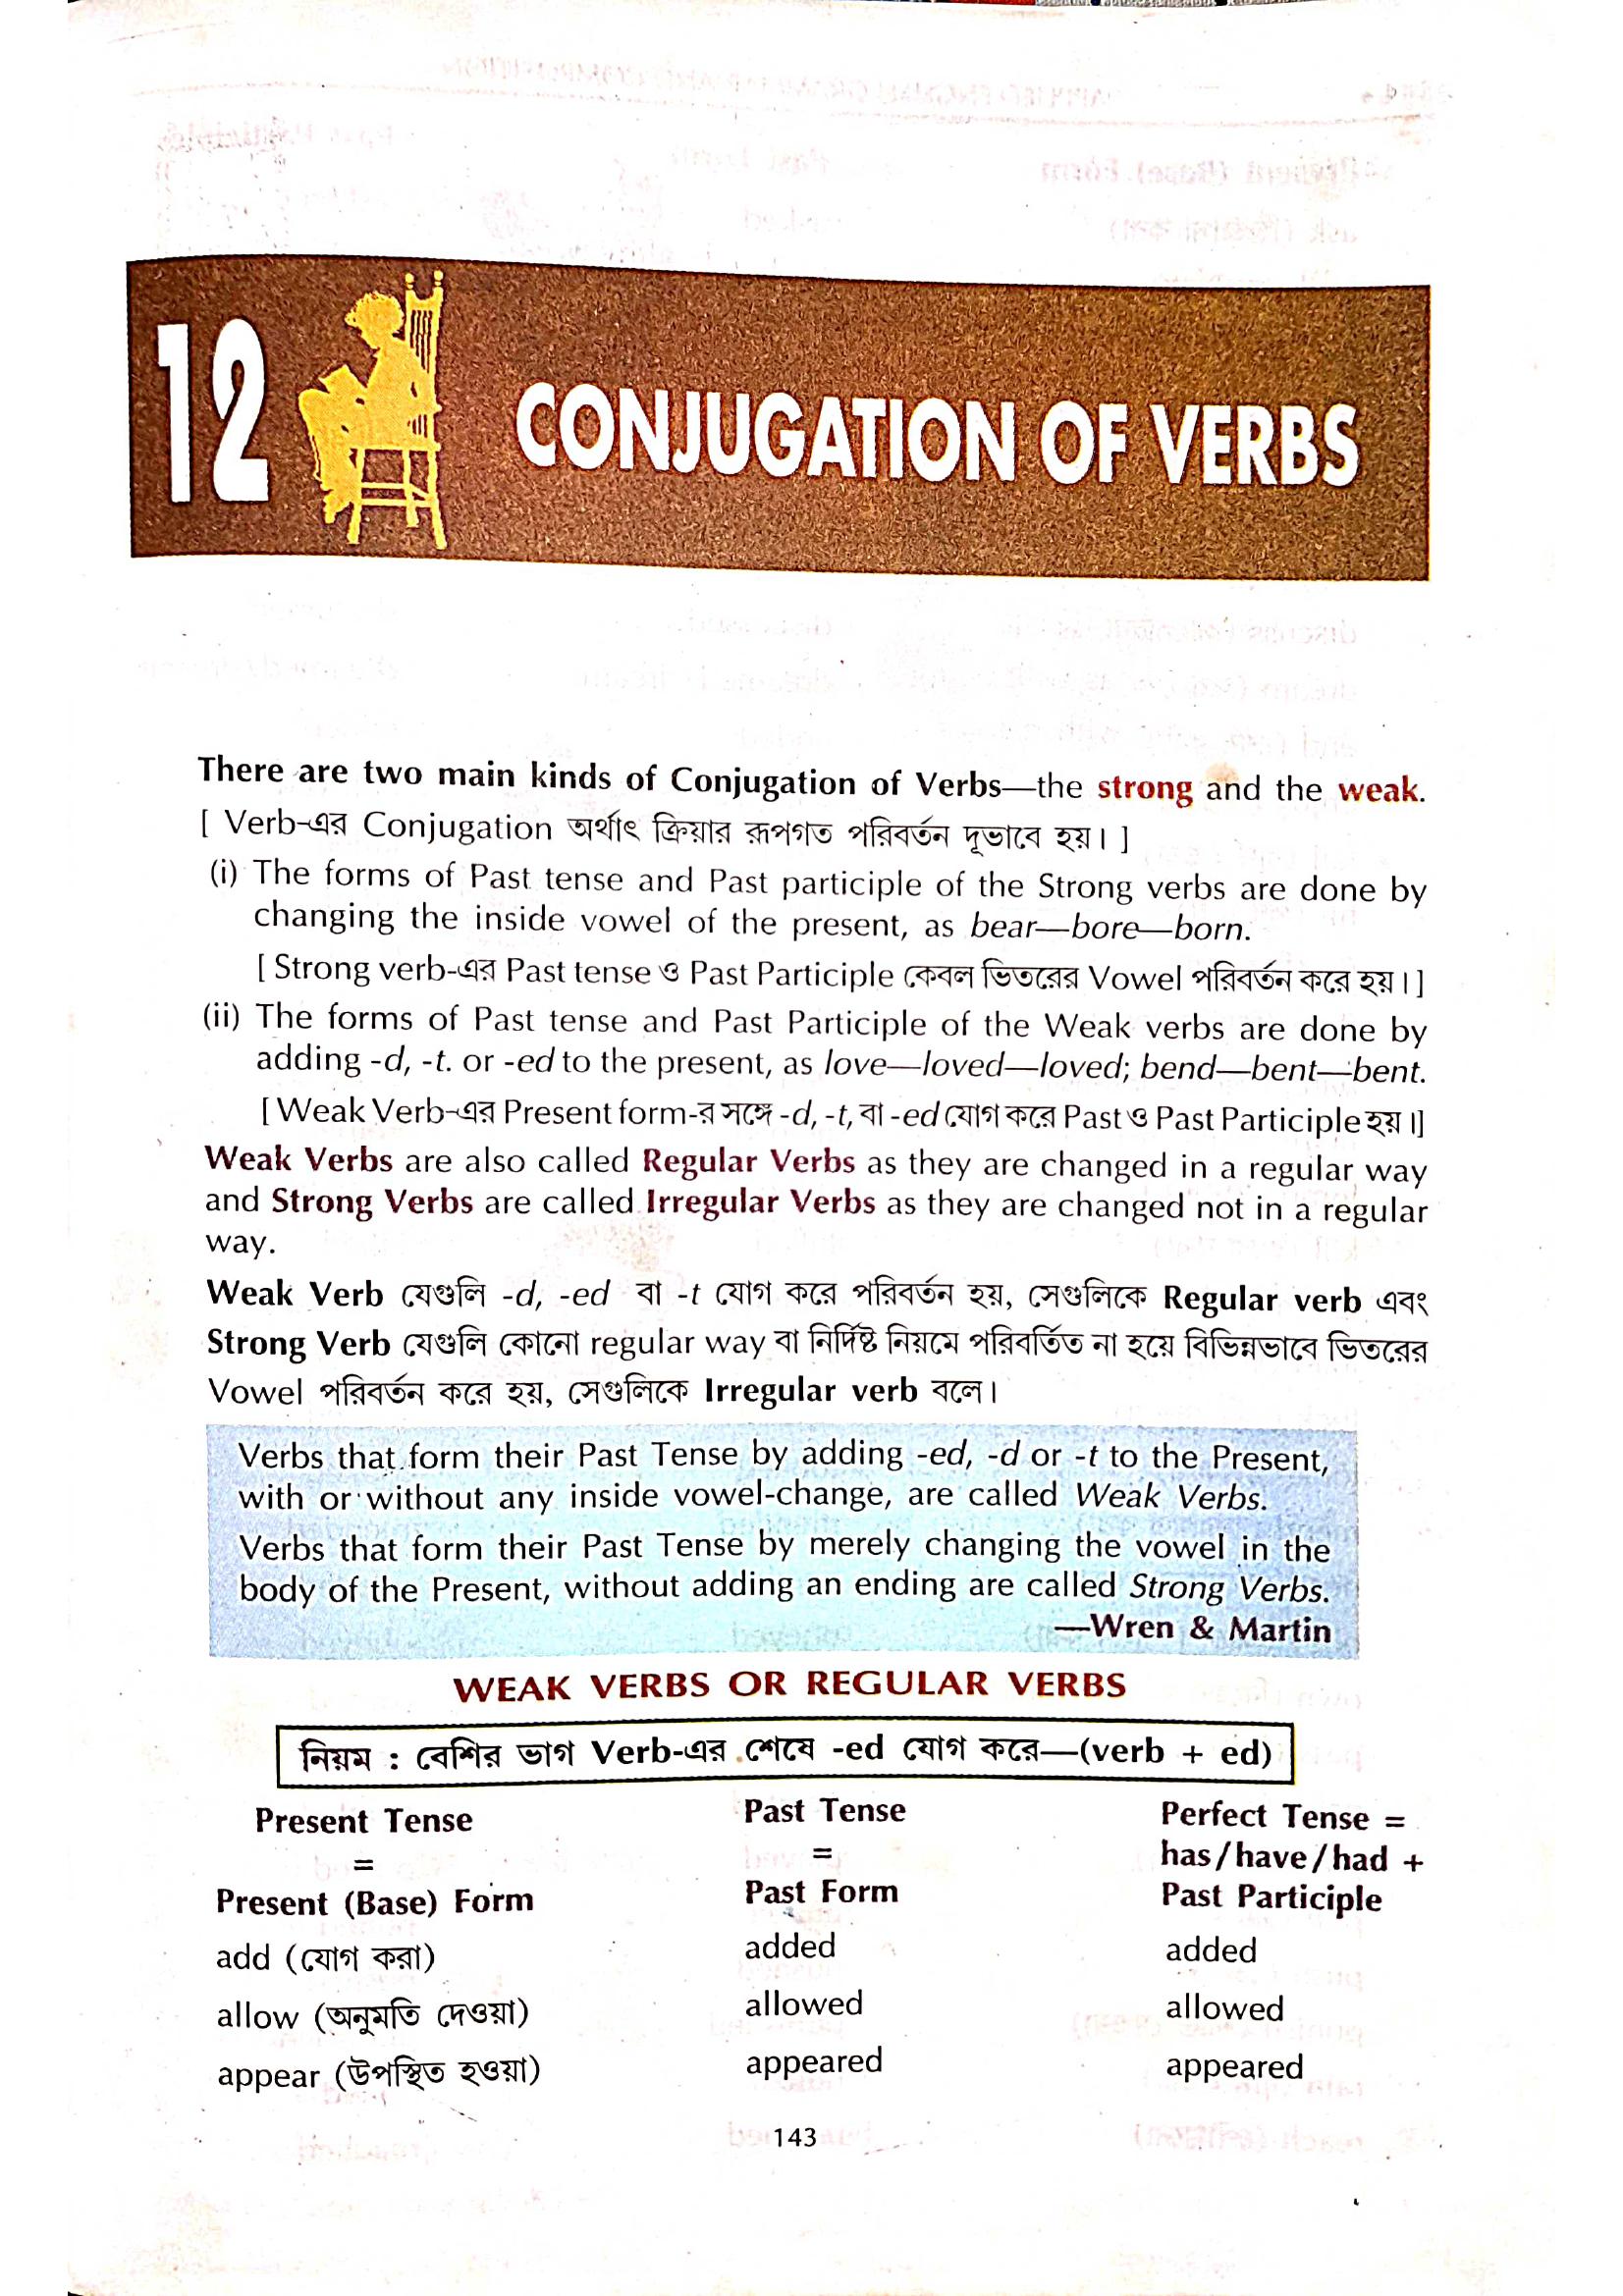 12
CONJUGATION OF VERBS
There are two main kinds of Conjugation of Verbs—the strong and the weak.
[ Verb-এর Conjugation অর্থাৎ ক্রিয়ার রূপগত পরিবর্তন দুভাবে হয়। ]
(i) The forms of Past tense and Past participle of the Strong verbs are done by
changing the inside vowel of the present, as bear—bore—born.
[ Strong verb-এর Past tense ও Past Participle কেবল ভিতরের Vowel পরিবর্তন করে হয়। ]
(ii) The forms of Past tense and Past Participle of the Weak verbs are done by
adding -d, -t. or -ed to the present, as love—loved—loved; bend—bent—bent.
[ Weak Verb-এর Present form-র সঙ্গে -d, -t, বা -ed যোগ করে Past ও Past Participle হয় ।]
Weak Verbs are also called Regular Verbs as they are changed in a regular way
and Strong Verbs are called Irregular Verbs as they are changed not in a regular
way.
Weak Verb যেগুলি -d, -ed বা -t যোগ করে পরিবর্তন হয়, সেগুলিকে Regular verb এবং
Strong Verb যেগুলি কোনো regular way বা নির্দিষ্ট নিয়মে পরিবর্তিত না হয়ে বিভিন্নভাবে ভিতরের
Vowel পরিবর্তন করে হয়, সেগুলিকে Irregular verb বলে।
Verbs that form their Past Tense by adding -ed, -d or -t to the Present,
with or without any inside vowel-change, are called Weak Verbs.
Verbs that form their Past Tense by merely changing the vowel in the
body of the Present, without adding an ending are called Strong Verbs.
—Wren & Martin
WEAK VERBS OR REGULAR VERBS
নিয়ম : বেশির ভাগ Verb-এর শেষে -ed যোগ করে—(verb + ed)
Present Tense Past Tense Perfect Tense =
= = has/have/had +
Present (Base) Form Past Form Past Participle
add (যোগ করা) added added
allow (অনুমতি দেওয়া) allowed allowed
appear (উপস্থিত হওয়া) appeared appeared
143